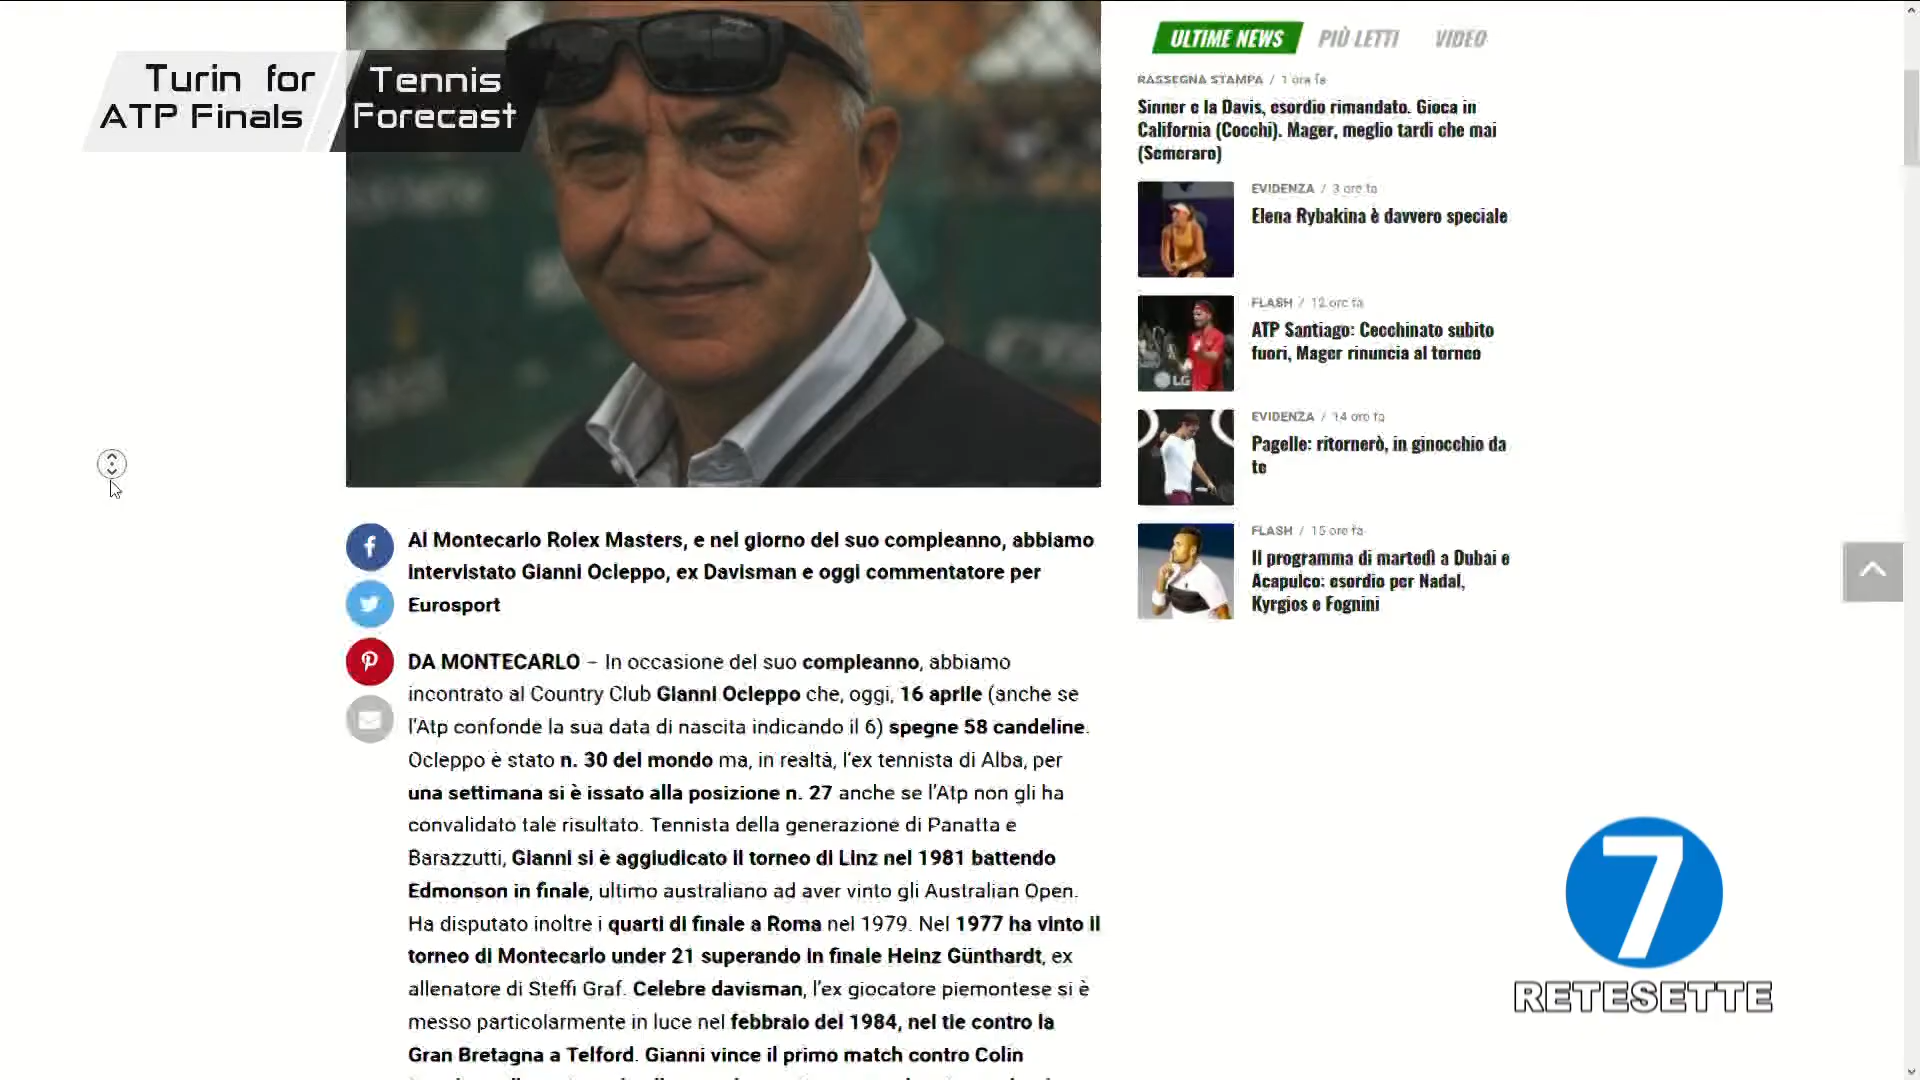 Turin for
ATP Finals
Tennis
Forecast
ULTIME NEWS
PIÙ LETTI
VIDEO
RASSEGNA STAMPA / 1 ora fa
Sinner e la Davis, esordio rimandato. Gioca in
California (Cocchi). Mager, meglio tardi che mai
(Semeraro)
EVIDENZA / 3 ore fa
Elena Rybakina è davvero speciale
FLASH / 12 ore fa
ATP Santiago: Cecchinato subito
fuori, Mager rinuncia al torneo
LG
EVIDENZA / 14 ore fa
Pagelle: ritornerò, in ginocchio da
te
FLASH / 15 ore fa
Il programma di martedì a Dubai e
Acapulco: esordio per Nadal,
Kyrgios e Fognini
Al Montecarlo Rolex Masters, e nel giorno del suo compleanno, abbiamo
intervistato Gianni Ocleppo, ex Davisman e oggi commentatore per
Eurosport
DA MONTECARLO – In occasione del suo compleanno, abbiamo
incontrato al Country Club Gianni Ocleppo che, oggi, 16 aprile (anche se
l'Atp confonde la sua data di nascita indicando il 6) spegne 58 candeline.
Ocleppo è stato n. 30 del mondo ma, in realtà, l'ex tennista di Alba, per
una settimana si è issato alla posizione n. 27 anche se l'Atp non gli ha
convalidato tale risultato. Tennista della generazione di Panatta e
Barazzutti, Gianni si è aggiudicato il torneo di Linz nel 1981 battendo
Edmonson in finale, ultimo australiano ad aver vinto gli Australian Open.
Ha disputato inoltre i quarti di finale a Roma nel 1979. Nel 1977 ha vinto il
torneo di Montecarlo under 21 superando in finale Heinz Günthardt, ex
allenatore di Steffi Graf. Celebre davisman, l'ex giocatore piemontese si è
messo particolarmente in luce nel febbraio del 1984, nel tie contro la
Gran Bretagna a Telford. Gianni vince il primo match contro Colin
7
RETESETTE